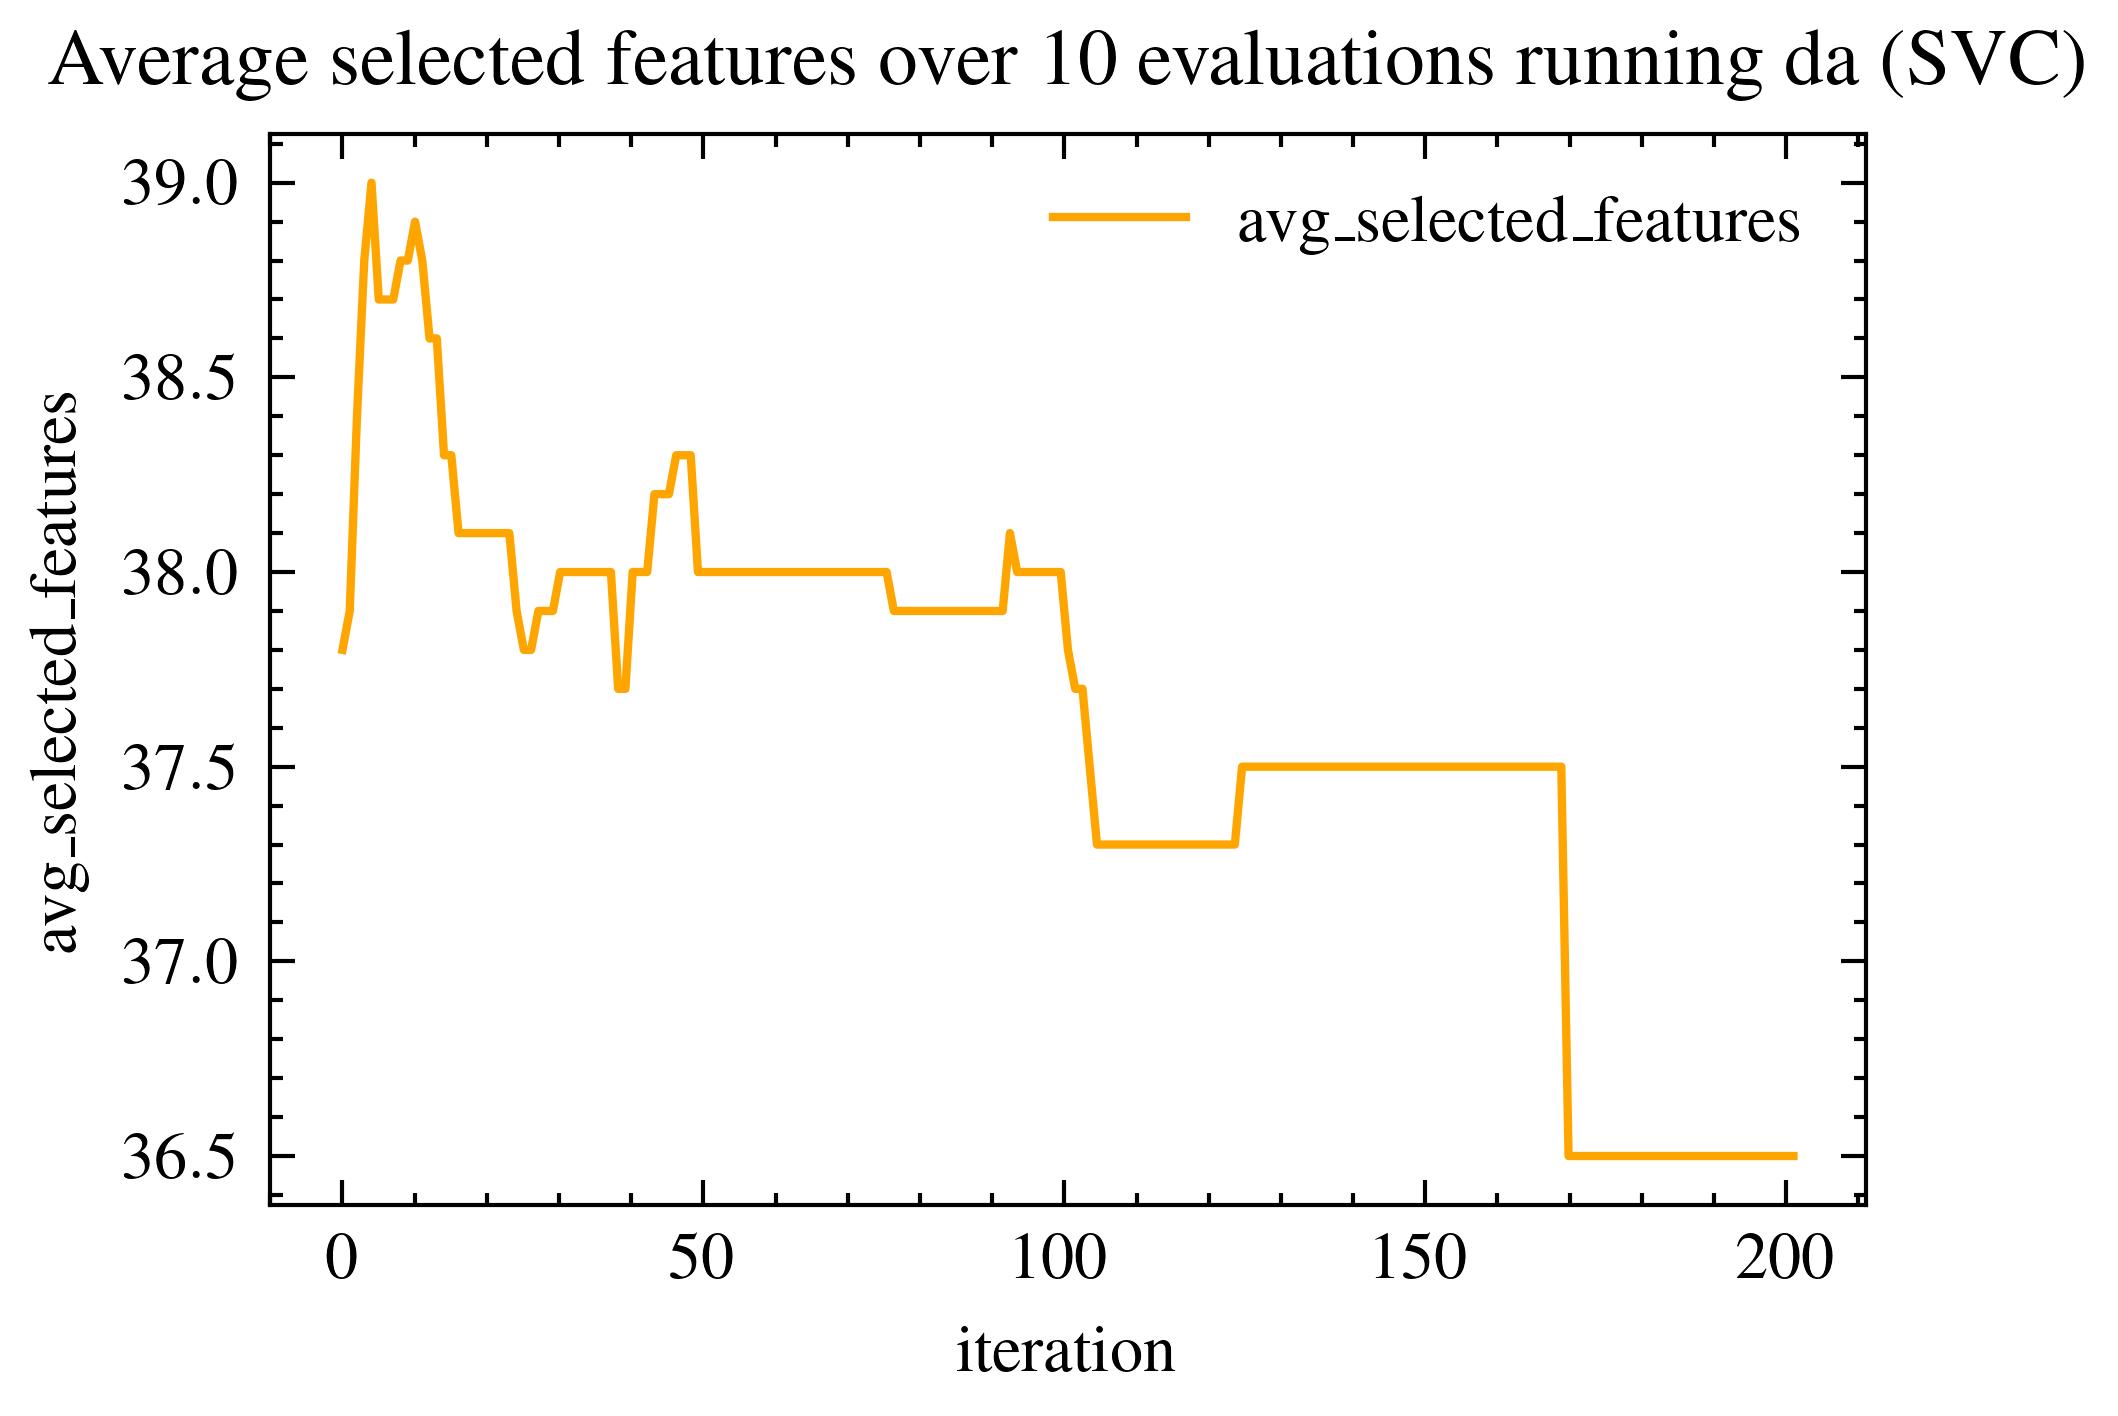 Average selected features over 10 evaluations running da (SVC)
avg_selected_features
39.0
38.5
38.0
37.5
37.0
36.5
avg_selected_features
0 50 100 150 200
iteration